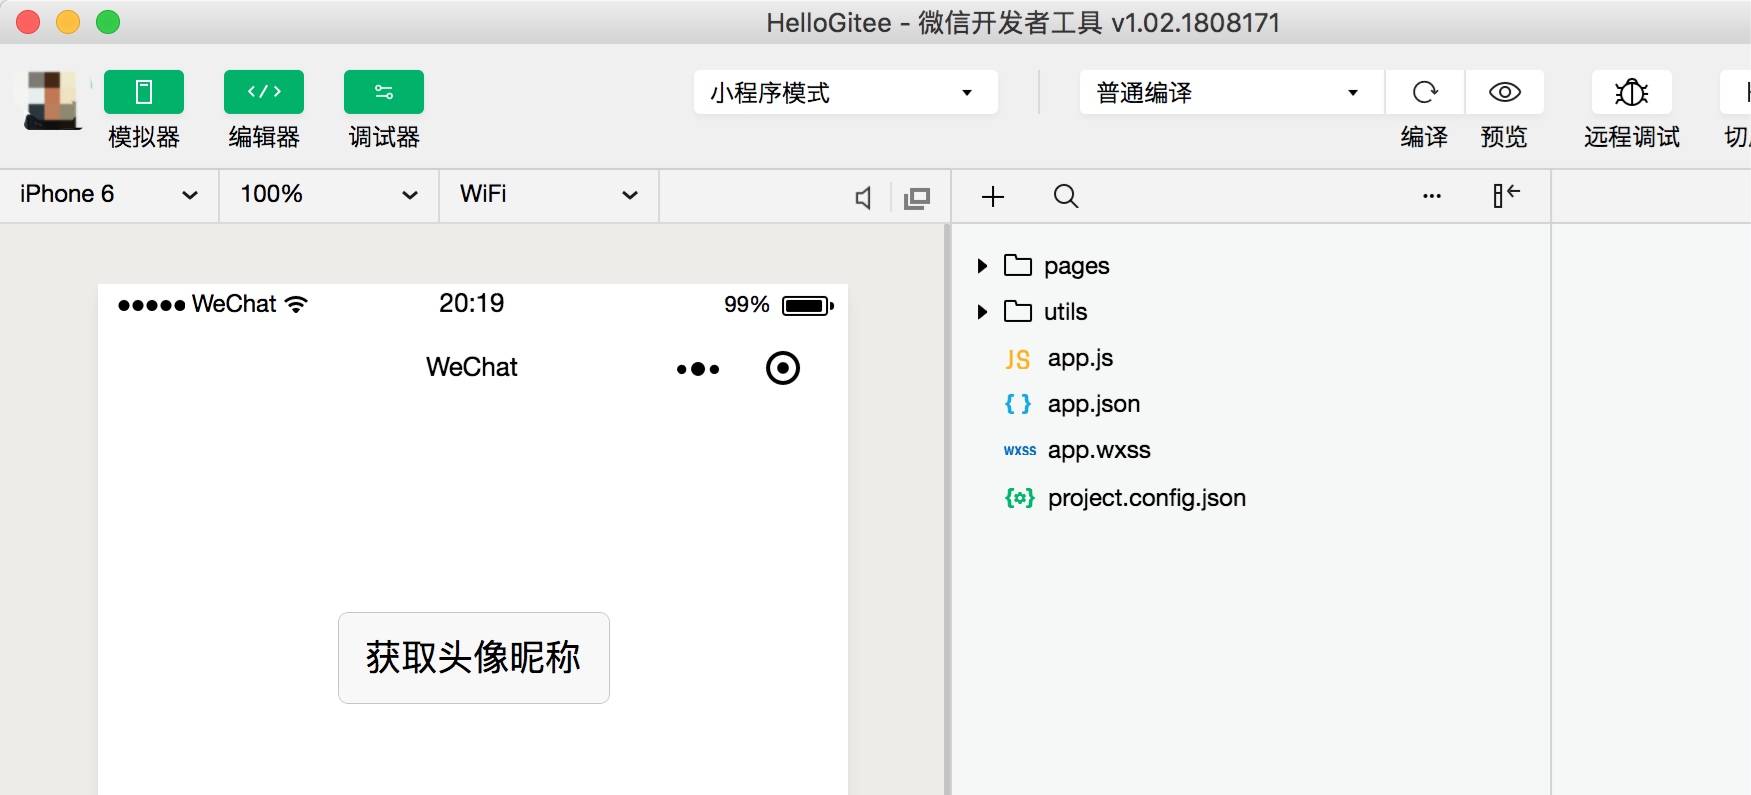 HelloGitee - 微信开发者工具 v1.02.1808171
模拟器
编辑器
调试器
小程序模式
普通编译
编译
预览
远程调试
iPhone 6
100%
WiFi
WeChat
20:19
99%
WeChat
获取头像昵称
pages
utils
JS app.js
{ } app.json
wxss app.wxss
project.config.json